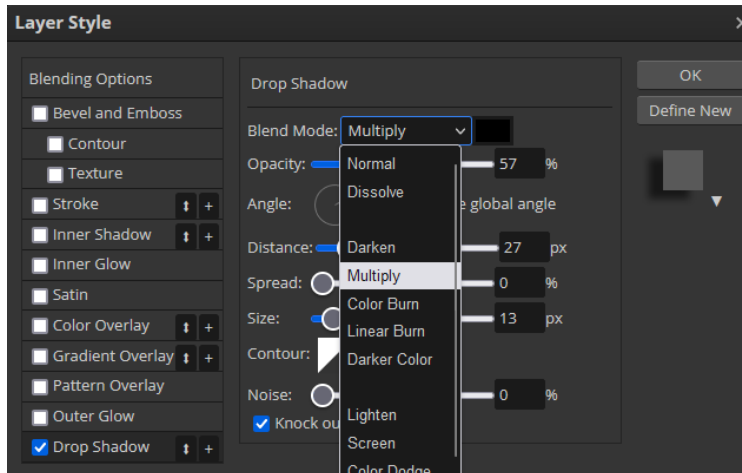 Layer Style
Blending Options
Bevel and Emboss
Contour
Texture
Stroke
Inner Shadow
Inner Glow
Satin
Color Overlay
Gradient Overlay
Pattern Overlay
Outer Glow
Drop Shadow
Drop Shadow
Blend Mode: Multiply
Opacity: 57 %
Angle: global angle
Distance: 27 px
Spread: 0 %
Size: 13 px
Contour:
Noise: 0 %
Knock
Normal
Dissolve
Darken
Multiply
Color Burn
Linear Burn
Darker Color
Lighten
Screen
Color Dodge
OK
Define New